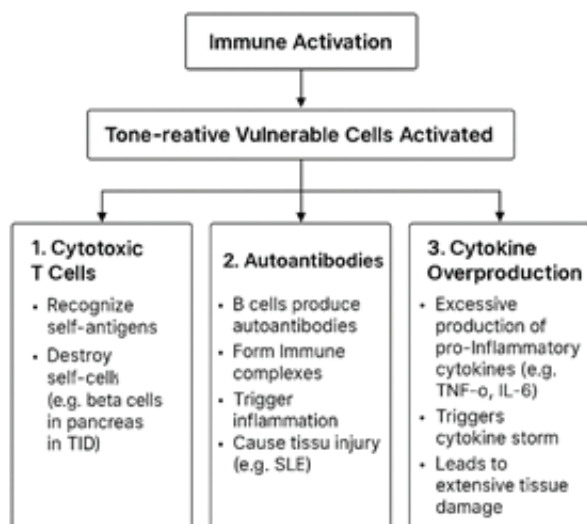 Immune Activation
Tone-reative Vulnerable Cells Activated
1. Cytotoxic
T Cells
• Recognize
self-antigens
• Destroy
self-celk
(e.g. beta cells
in pancreas
in TID)
2. Autoantibodies
• B cells produce
autoantibodies
• Form Immune
complexes
• Trigger
inflammation
• Cause tissu injury
(e.g. SLE)
3. Cytokine
Overproduction
• Excessive
production of
pro-Inflammatory
cytokines (e.g.
TNF-o, IL-6)
• Triggers
cytokine storm
• Leads to
extensive tissue
damage